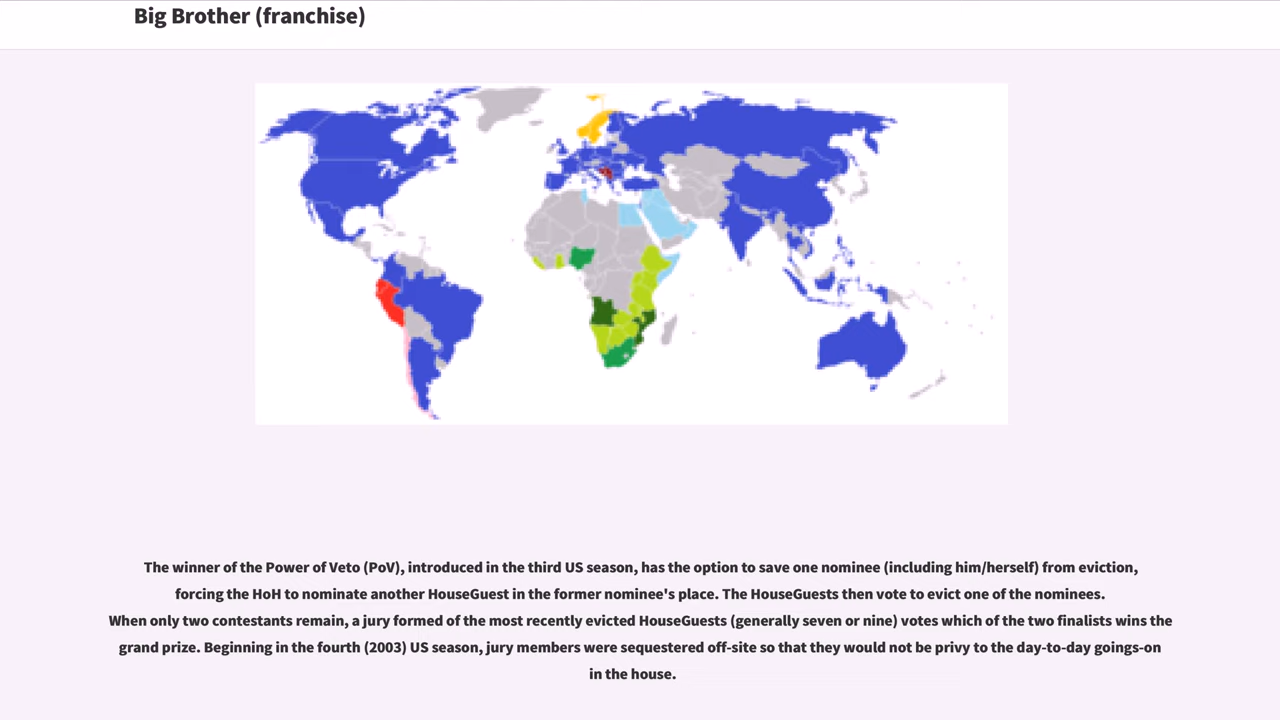 Big Brother (franchise)
The winner of the Power of Veto (PoV), introduced in the third US season, has the option to save one nominee (including him/herself) from eviction,
forcing the HoH to nominate another HouseGuest in the former nominee's place. The HouseGuests then vote to evict one of the nominees.
When only two contestants remain, a jury formed of the most recently evicted HouseGuests (generally seven or nine) votes which of the two finalists wins the
grand prize. Beginning in the fourth (2003) US season, jury members were sequestered off-site so that they would not be privy to the day-to-day goings-on
in the house.